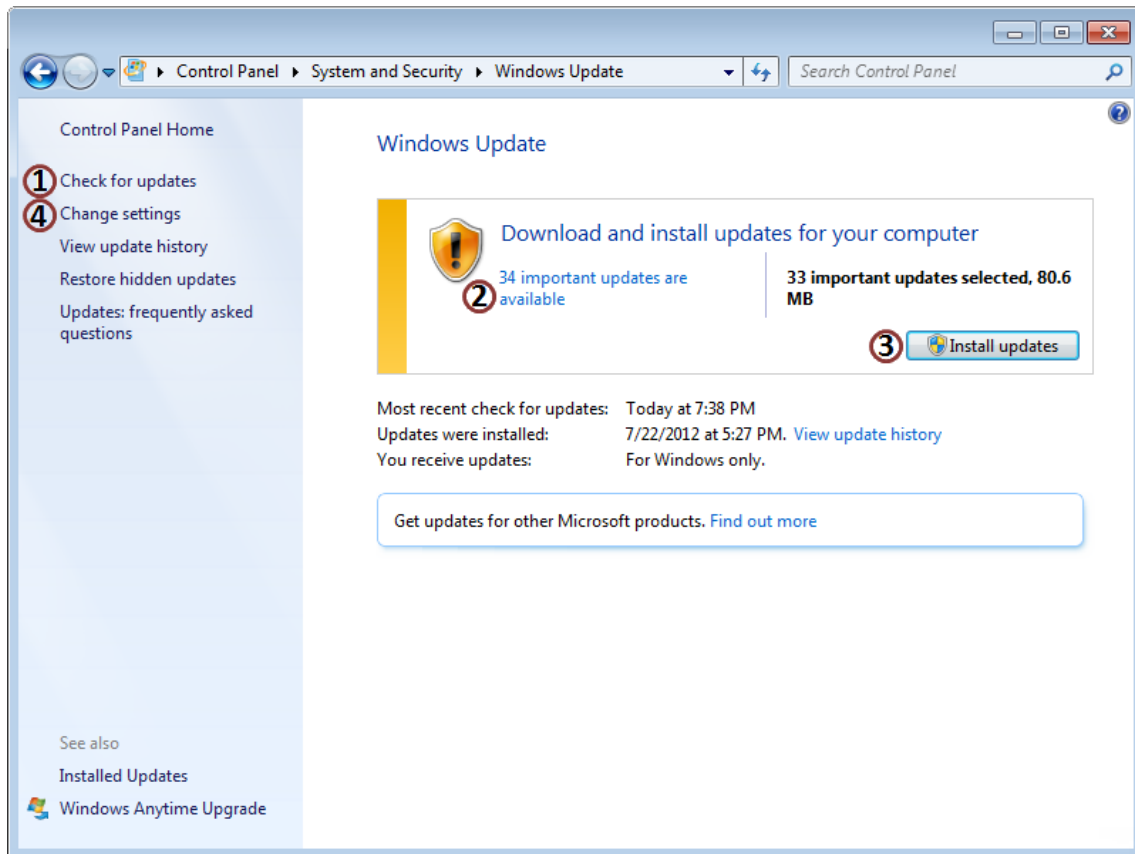 Control Panel System and Security Windows Update Search Control Panel
Control Panel Home
1 Check for updates
4 Change settings
View update history
Restore hidden updates
Updates: frequently asked
questions
Windows Update
Download and install updates for your computer
34 important updates are
2 available
33 important updates selected, 80.6
MB
3 Install updates
Most recent check for updates: Today at 7:38 PM
Updates were installed: 7/22/2012 at 5:27 PM. View update history
You receive updates: For Windows only.
Get updates for other Microsoft products. Find out more
See also
Installed Updates
Windows Anytime Upgrade